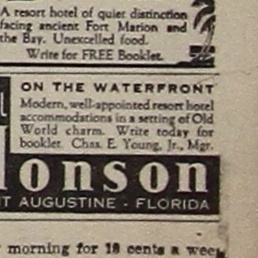 A resort hotel of quiet distinction
facing ancient Fort Marion and
the Bay. Unexcelled food.
Write for FREE Booklet.
ON THE WATERFRONT
Modern, well-appointed resort hotel
accommodations in a setting of Old
World charm. Write today for
booklet. Chas. E. Young, Jr., Mgr.
onson
AUGUSTINE - FLORIDA
morning for 18 cents a week